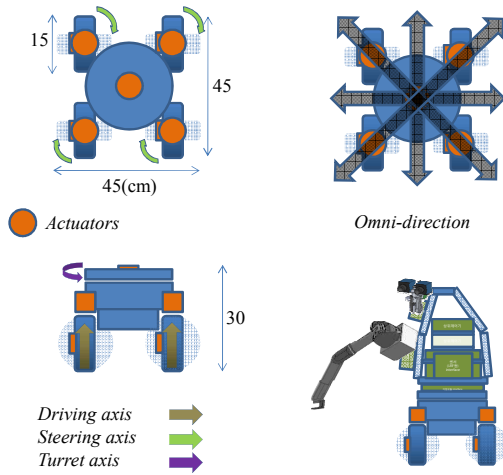 15
45
45(cm)
Actuators
Omni-direction
30
Driving axis
Steering axis
Turret axis